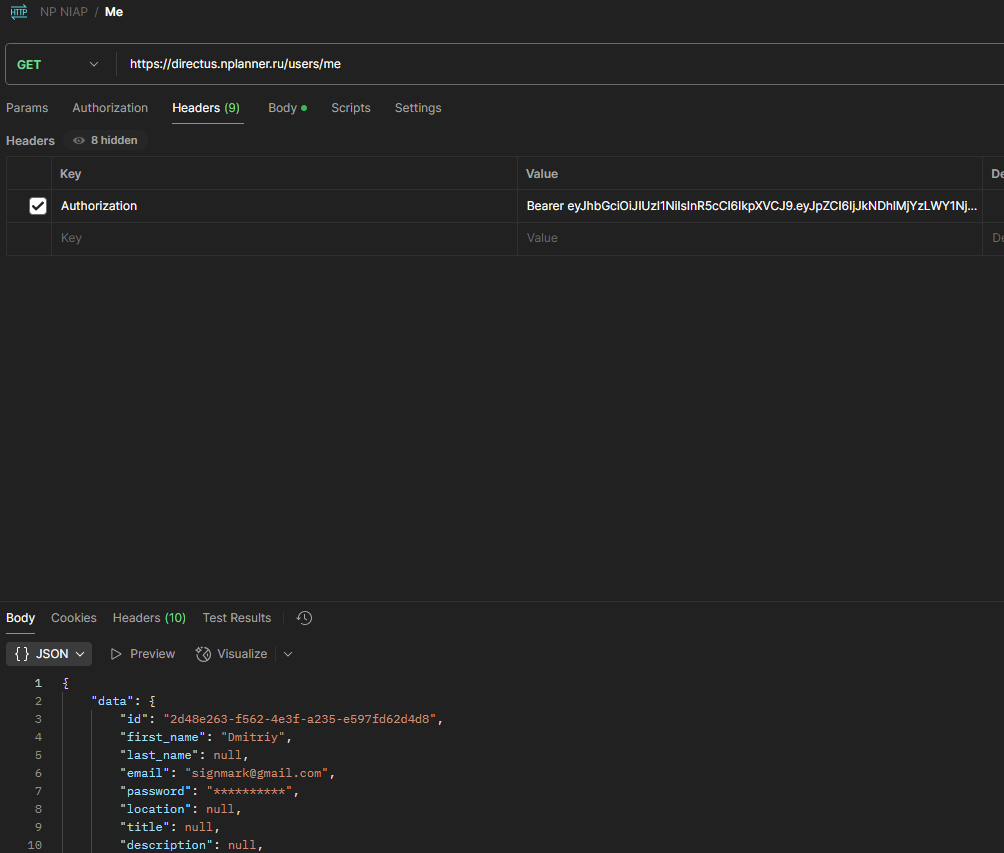 HTTP NP NIAP / Me
GET https://directus.nplanner.ru/users/me
Params Authorization Headers (9) Body Scripts Settings
Headers 8 hidden
Key Value De
Authorization Bearer eyJhbGciOiJIUzI1NiIsInR5cCI6IkpXVCJ9.eyJpZCI6IjJkNDhlMjYzLWY1Nj...
Key Value De
Body Cookies Headers (10) Test Results
{} JSON Preview Visualize
1 {
2 "data": {
3 "id": "2d48e263-f562-4e3f-a235-e597fd62d4d8",
4 "first_name": "Dmitriy",
5 "last_name": null,
6 "email": "signmark@gmail.com",
7 "password": "**********",
8 "location": null,
9 "title": null,
10 "description": null,